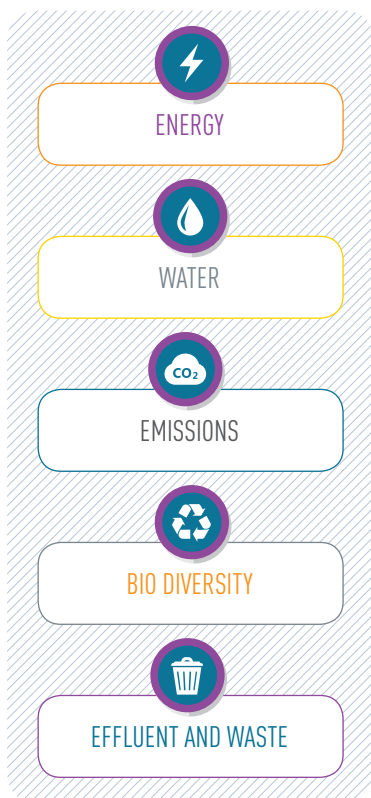 ENERGY
WATER
CO₂
EMISSIONS
BIO DIVERSITY
EFFLUENT AND WASTE